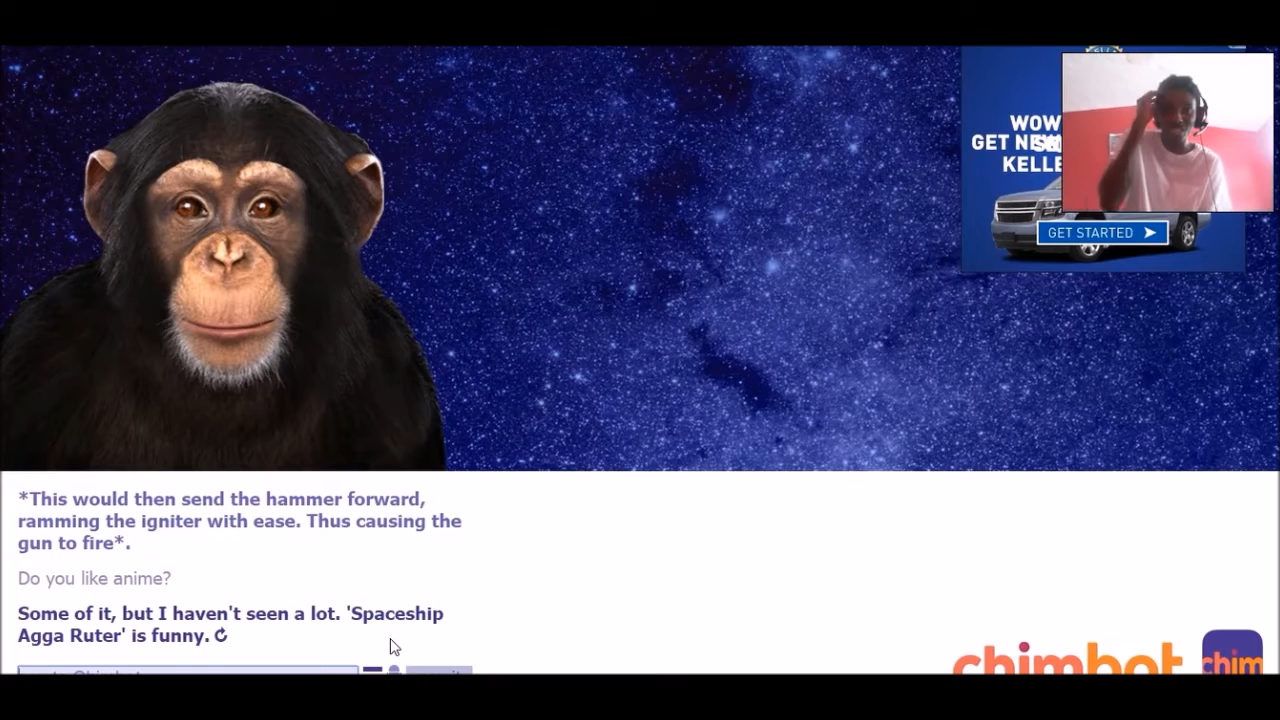 WOW
GET NEW
KELLE
GET STARTED
*This would then send the hammer forward,
ramming the igniter with ease. Thus causing the
gun to fire*.
Do you like anime?
Some of it, but I haven't seen a lot. 'Spaceship
Agga Ruter' is funny.
chimbot
chim